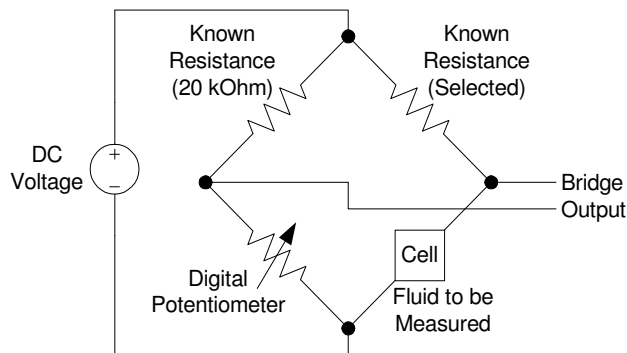 Known
Resistance
(20 kOhm)
Known
Resistance
(Selected)
DC
Voltage
+
−
Bridge
Output
Cell
Digital
Potentiometer
Fluid to be
Measured